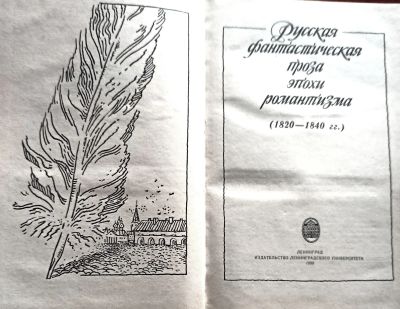 Русская
фантастическая
проза
эпохи
романтизма
(1820—1840 гг.)
ЛЕНИНГРАД
ИЗДАТЕЛЬСТВО ЛЕНИНГРАДСКОГО УНИВЕРСИТЕТА